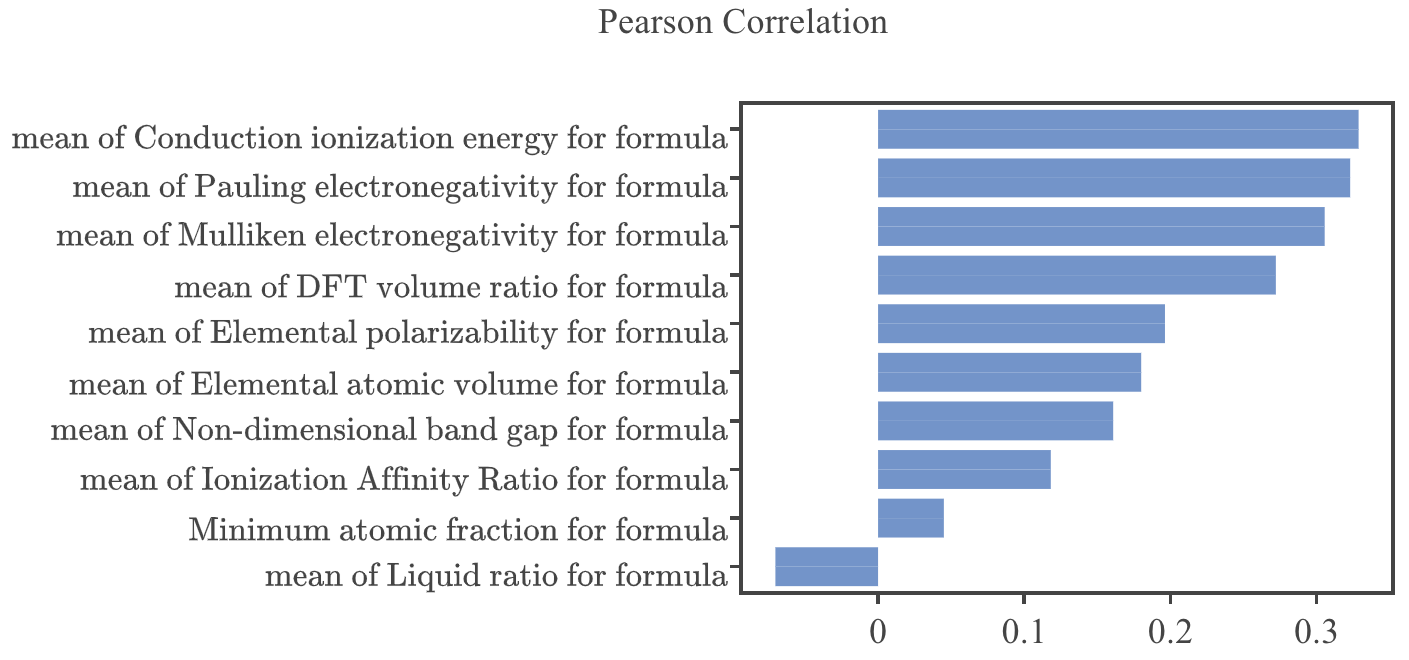 Pearson Correlation
mean of Conduction ionization energy for formula
mean of Pauling electronegativity for formula
mean of Mulliken electronegativity for formula
mean of DFT volume ratio for formula
mean of Elemental polarizability for formula
mean of Elemental atomic volume for formula
mean of Non-dimensional band gap for formula
mean of Ionization Affinity Ratio for formula
Minimum atomic fraction for formula
mean of Liquid ratio for formula
0 0.1 0.2 0.3